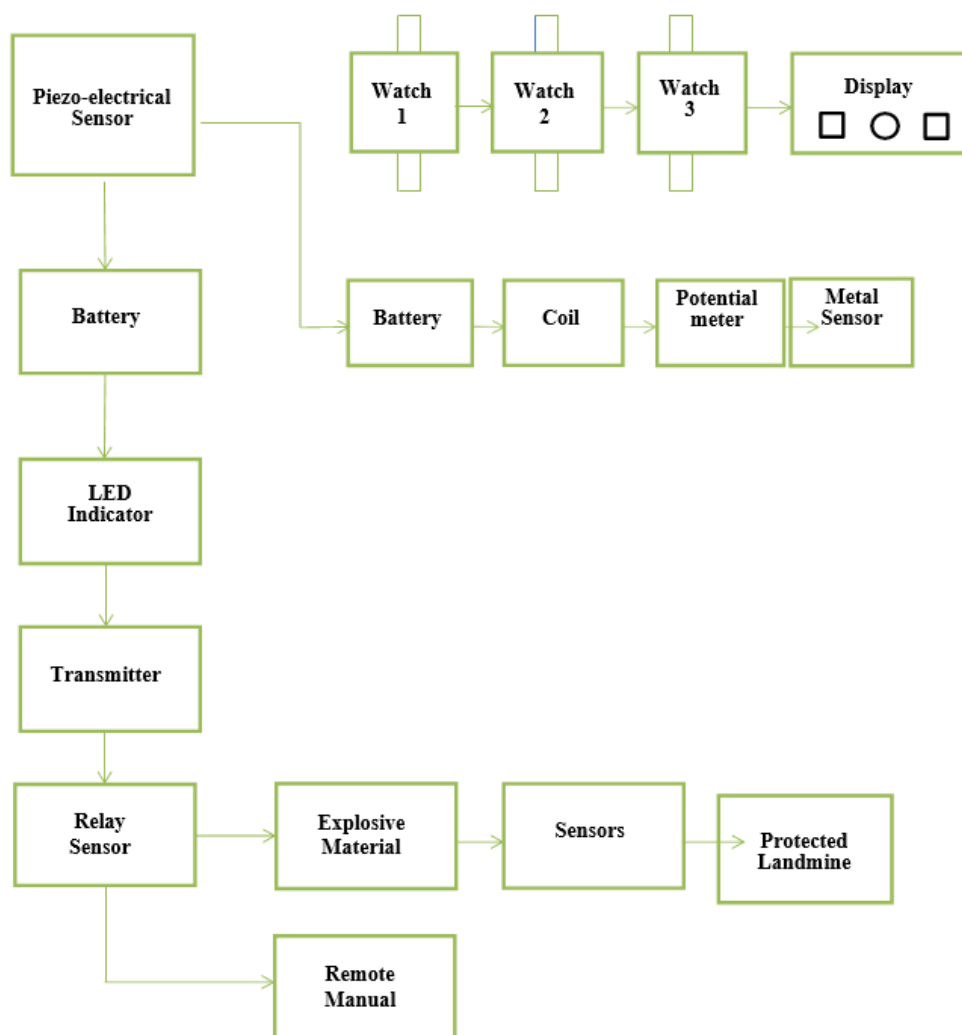 Piezo-electrical
Sensor
Watch
1
Watch
2
Watch
3
Display
Battery
Battery
Coil
Potential
meter
Metal
Sensor
LED
Indicator
Transmitter
Relay
Sensor
Explosive
Material
Sensors
Protected
Landmine
Remote
Manual